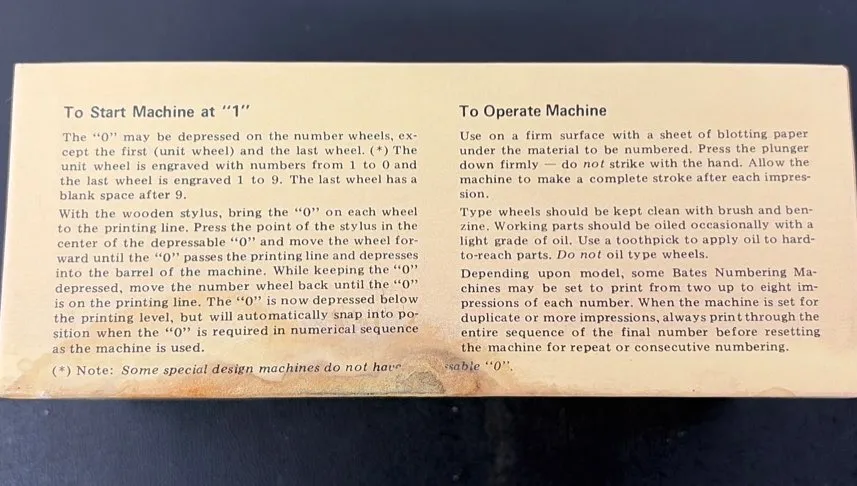 To Start Machine at "1"
The "0" may be depressed on the number wheels, ex-
cept the first (unit wheel) and the last wheel. (*) The
unit wheel is engraved with numbers from 1 to 0 and
the last wheel is engraved 1 to 9. The last wheel has a
blank space after 9.
With the wooden stylus, bring the "0" on each wheel
to the printing line. Press the point of the stylus in the
center of the depressable "0" and move the wheel for-
ward until the "0" passes the printing line and depresses
into the barrel of the machine. While keeping the "0"
depressed, move the number wheel back until the "0"
is on the printing line. The "0" is now depressed below
the printing level, but will automatically snap into po-
sition when the "0" is required in numerical sequence
as the machine is used.
(*) Note: Some special design machines do not have "0".
To Operate Machine
Use on a firm surface with a sheet of blotting paper
under the material to be numbered. Press the plunger
down firmly — do not strike with the hand. Allow the
machine to make a complete stroke after each impres-
sion.
Type wheels should be kept clean with brush and ben-
zine. Working parts should be oiled occasionally with a
light grade of oil. Use a toothpick to apply oil to hard-
to-reach parts. Do not oil type wheels.
Depending upon model, some Bates Numbering Ma-
chines may be set to print from two up to eight im-
pressions of each number. When the machine is set for
duplicate or more impressions, always print through the
entire sequence of the final number before resetting
the machine for repeat or consecutive numbering.